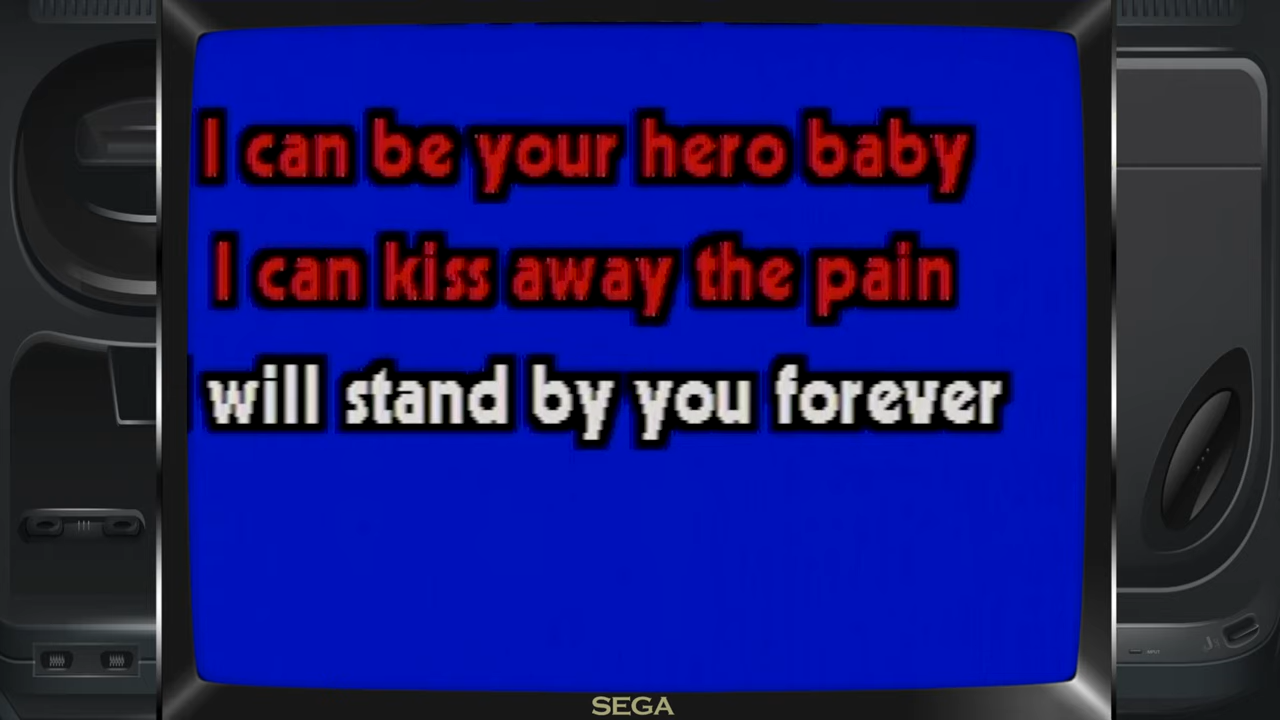 I can be your hero baby
I can kiss away the pain
will stand by you forever
SEGA